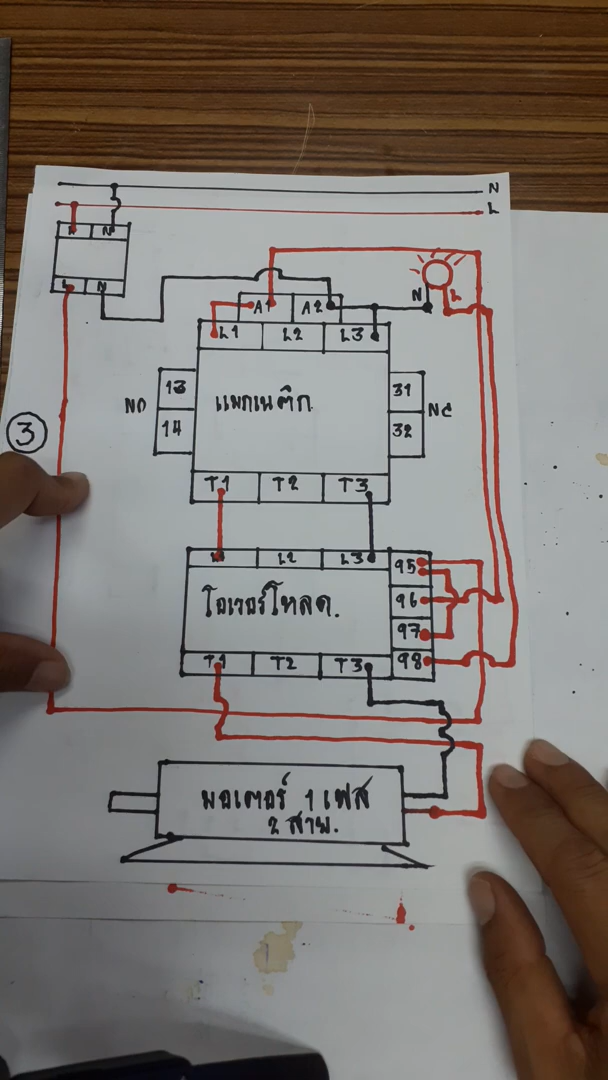 N
L
N
L N
A1 A2 N L
L1 L2 L3
13 31
NO แมกเนติก NC
14 32
3
T1 T2 T3
L2 L3 95
โอเวอร์โหลด. 96
97
T1 T2 T3 98
มอเตอร์ 1 เฟส
2 สาย.